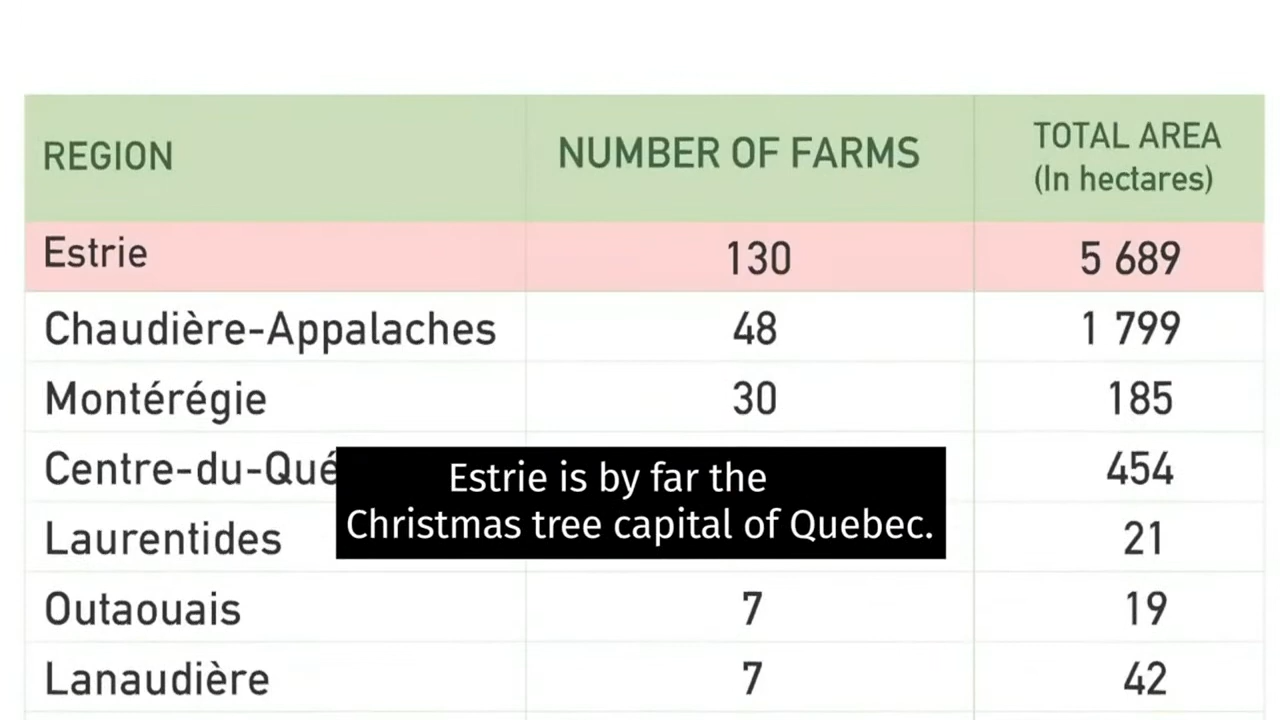 REGION NUMBER OF FARMS TOTAL AREA
(In hectares)
Estrie 130 5 689
Chaudière-Appalaches 48 1 799
Montérégie 30 185
Centre-du-Qué 454
Estrie is by far the
Christmas tree capital of Quebec.
Laurentides 21
Outaouais 7 19
Lanaudière 7 42